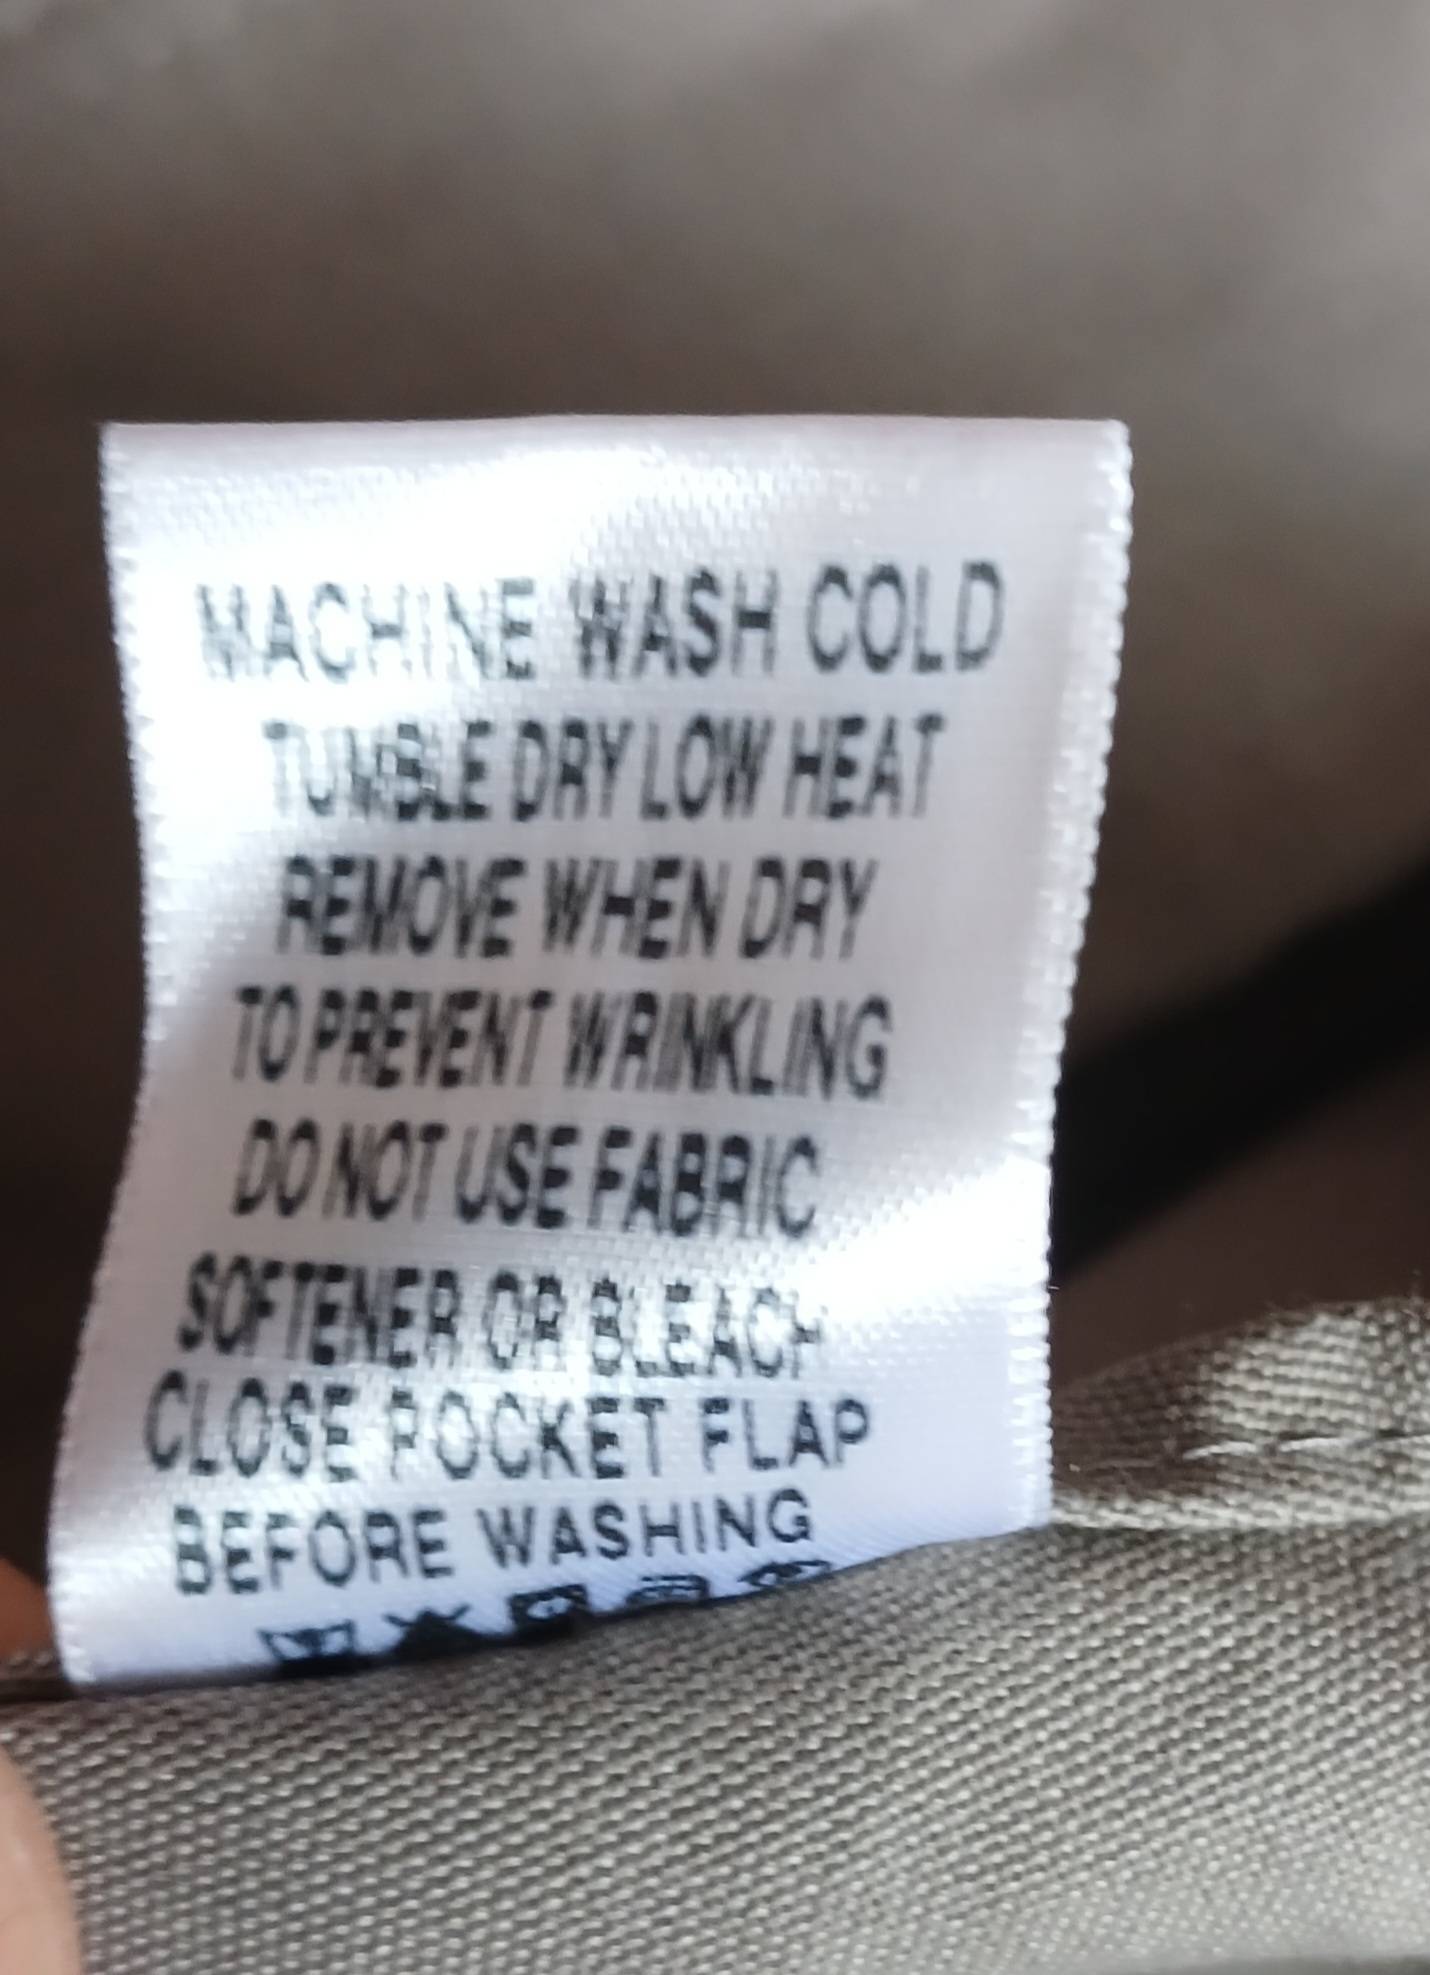 MACHINE WASH COLD
TUMBLE DRY LOW HEAT
REMOVE WHEN DRY
TO PREVENT WRINKLING
DO NOT USE FABRIC
SOFTENER OR BLEACH
CLOSE POCKET FLAP
BEFORE WASHING